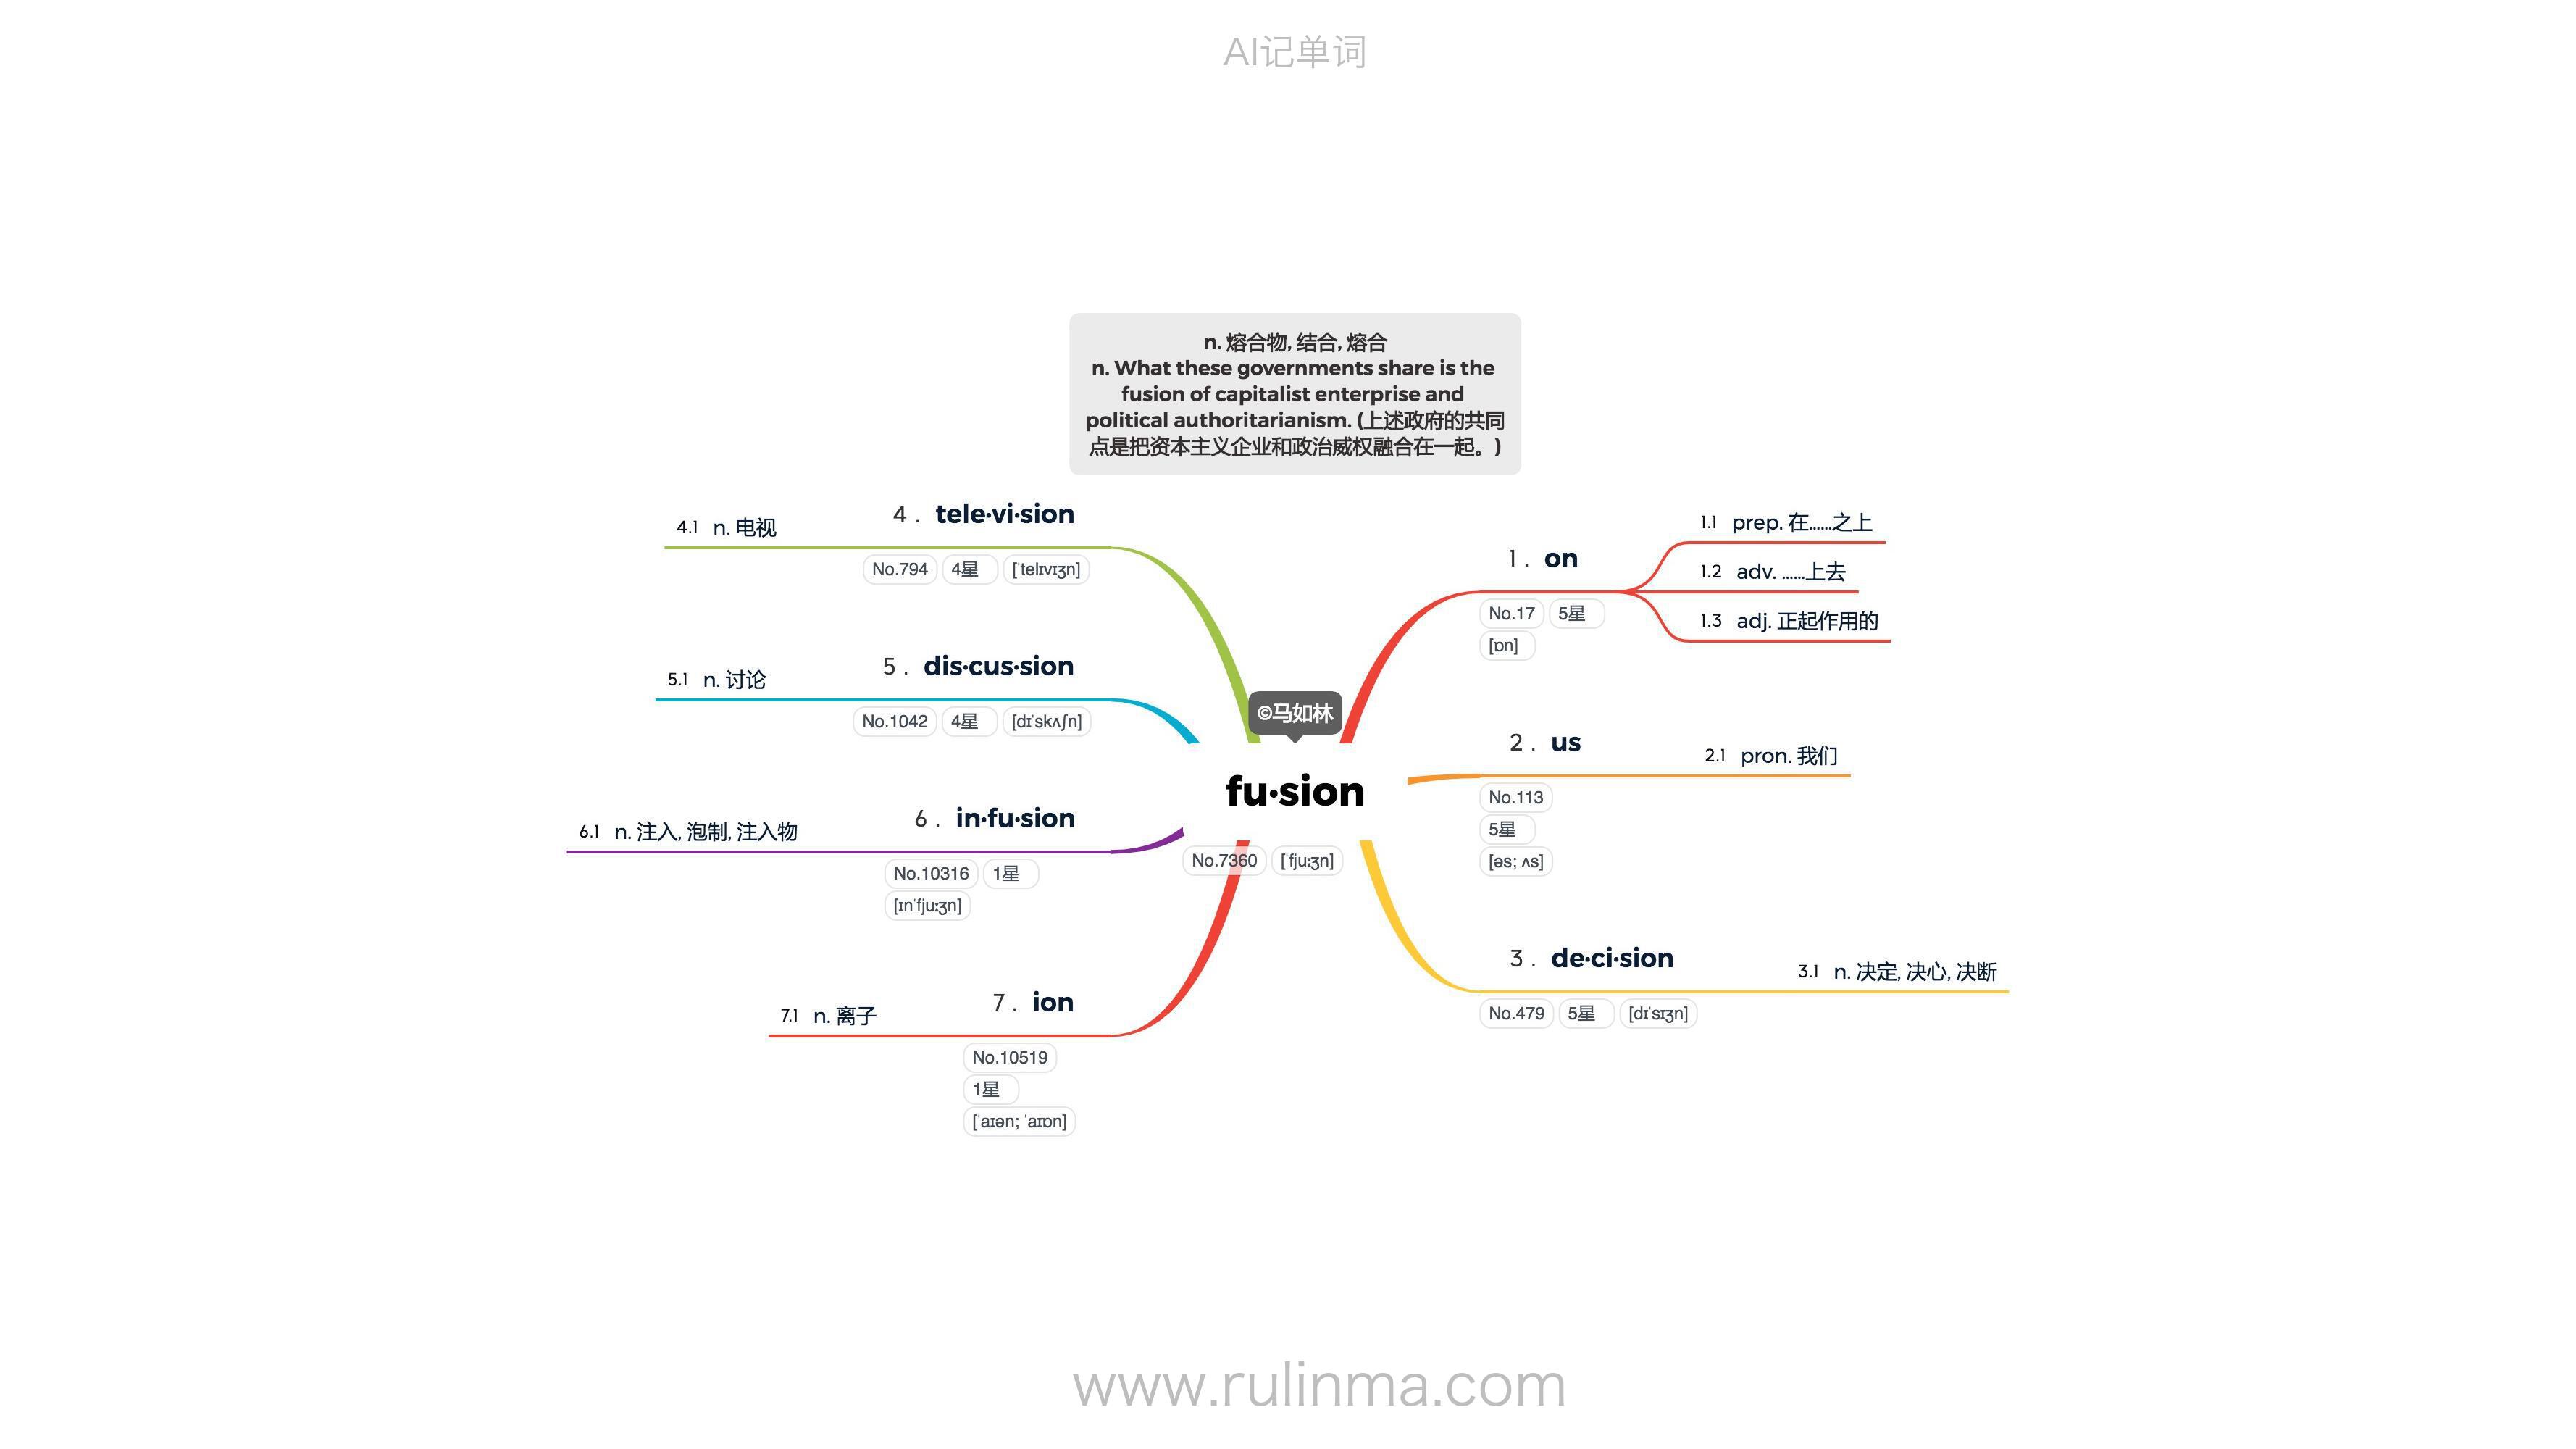 AI记单词
n. 熔合物, 结合, 熔合
n. What these governments share is the
fusion of capitalist enterprise and
political authoritarianism. (上述政府的共同
点是把资本主义企业和政治威权融合在一起。)
©马如林
fu·sion
No.7360 [ˈfjuːʒn]
1 . on
No.17 5星
[ɒn]
1.1 prep. 在……之上
1.2 adv. ……上去
1.3 adj. 正起作用的
2 . us
No.113
5星
[əs; ʌs]
2.1 pron. 我们
3 . de·ci·sion
No.479 5星 [dɪˈsɪʒn]
3.1 n. 决定, 决心, 决断
4 . tele·vi·sion
No.794 4星 [ˈtelɪvɪʒn]
4.1 n. 电视
5 . dis·cus·sion
No.1042 4星 [dɪˈskʌʃn]
5.1 n. 讨论
6 . in·fu·sion
No.10316 1星
[ɪnˈfjuːʒn]
6.1 n. 注入, 泡制, 注入物
7 . ion
No.10519
1星
[ˈaɪən; ˈaɪɒn]
7.1 n. 离子
www.rulinma.com